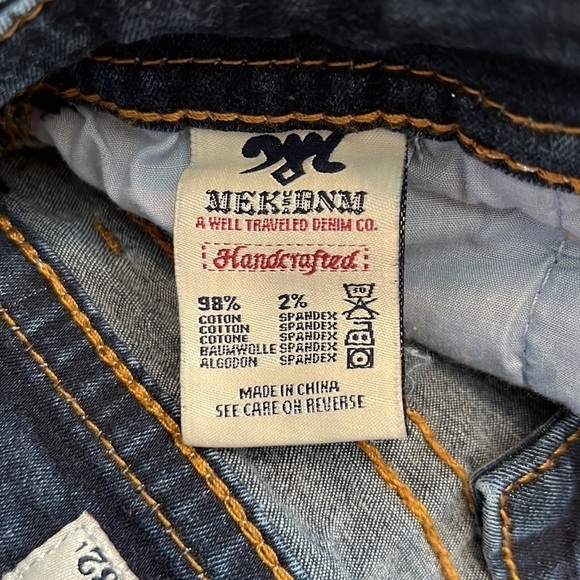 MEK DNM
A WELL TRAVELED DENIM CO.
Handcrafted
98% 2%
COTON SPANDEX
COTTON SPANDEX
COTONE SPANDEX
BAUMWOLLE SPANDEX
ALGODON SPANDEX
MADE IN CHINA
SEE CARE ON REVERSE
32